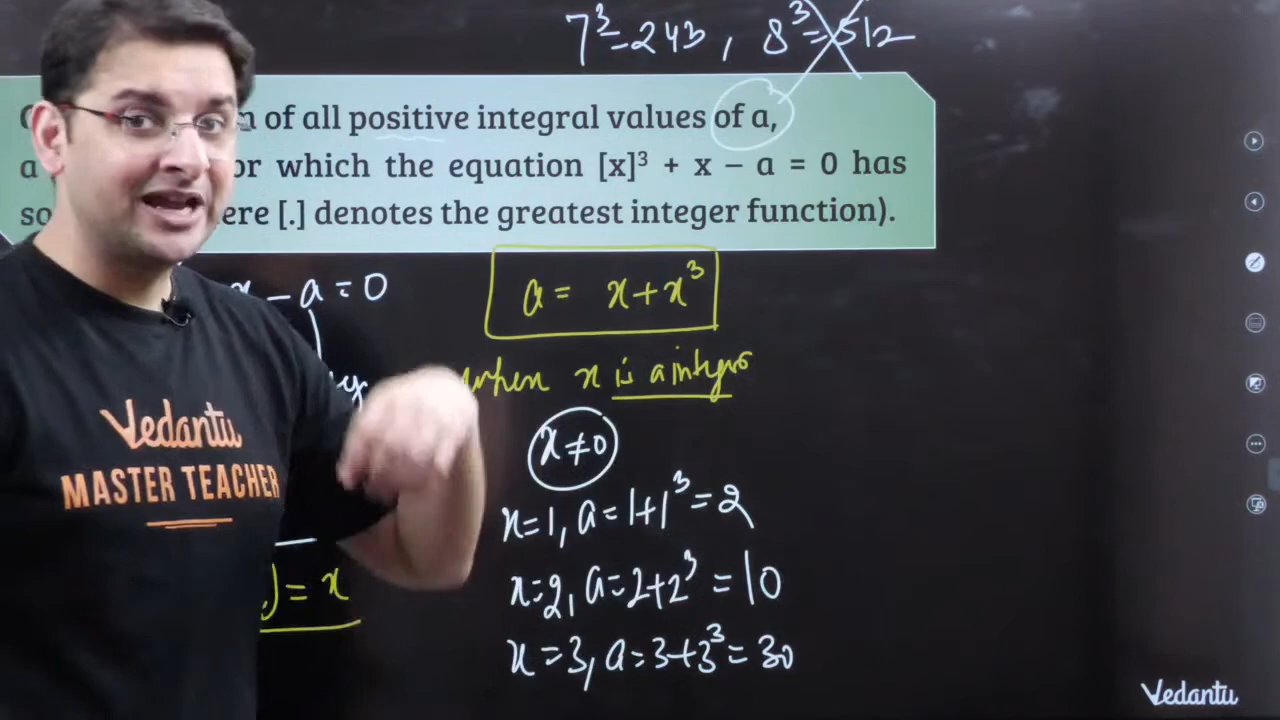 7³=243, 8³=512
n of all positive integral values of a,
a or which the equation [x]³ + x − a = 0 has
so ere [.] denotes the greatest integer function).
x − a = 0
a = x + x³
when x is a integer
x ≠ 0
x=1, a=1+1³=2
x=2, a=2+2³=10
) = x
x=3, a=3+3³=30
Vedantu
MASTER TEACHER
Vedantu